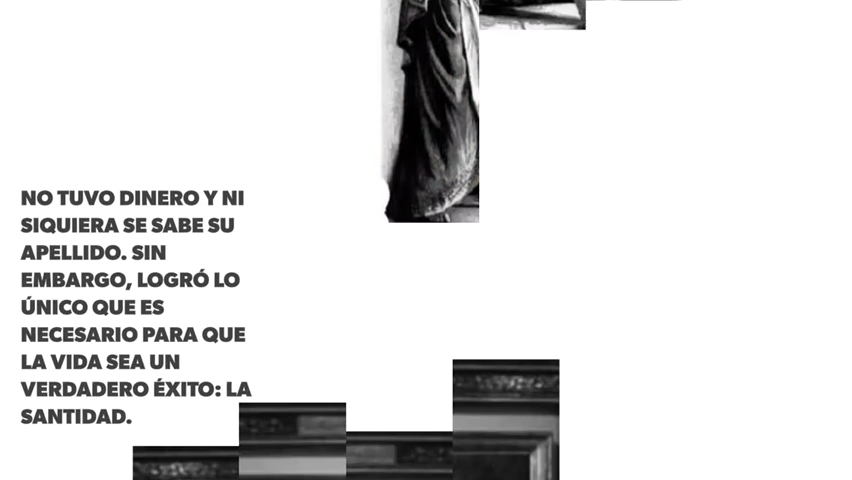 NO TUVO DINERO Y NI
SIQUIERA SE SABE SU
APELLIDO. SIN
EMBARGO, LOGRÓ LO
ÚNICO QUE ES
NECESARIO PARA QUE
LA VIDA SEA UN
VERDADERO ÉXITO: LA
SANTIDAD.